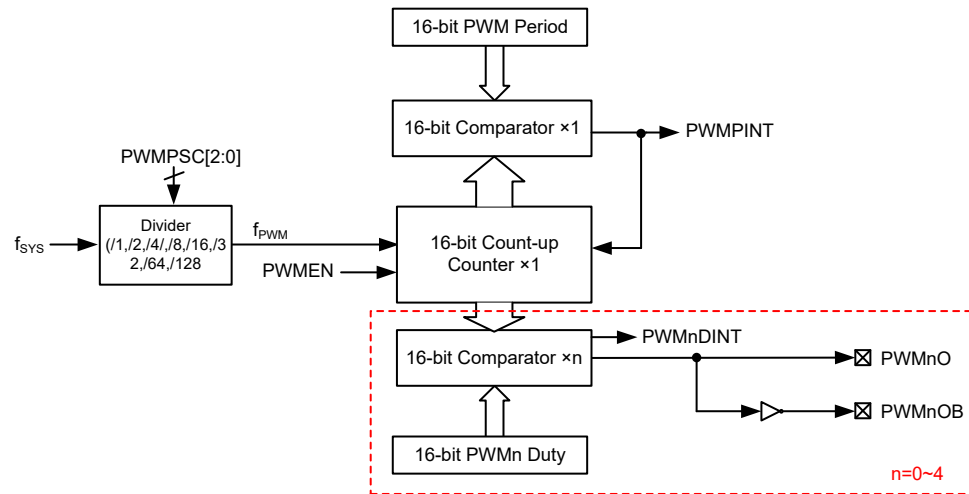 16-bit PWM Period
16-bit Comparator ×1
PWMPINT
PWMPSC[2:0]
Divider
(/1,/2,/4/,/8,/16,/3
2,/64,/128
fSYS
fPWM
PWMEN
16-bit Count-up
Counter ×1
16-bit Comparator ×n
PWMnDINT
PWMnO
PWMnOB
16-bit PWMn Duty
n=0~4